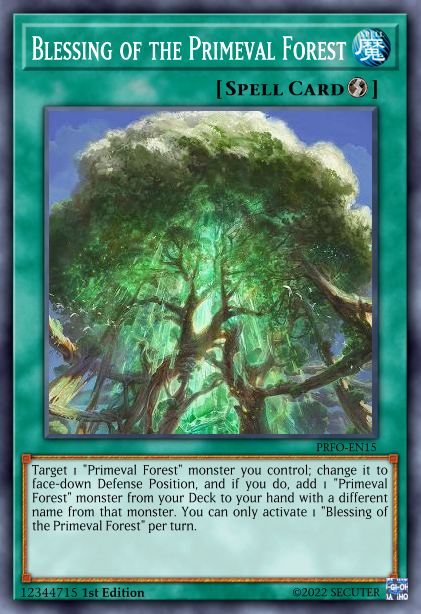 BLESSING OF THE PRIMEVAL FOREST 魔
[SPELL CARD]
PRFO-EN15
Target 1 "Primeval Forest" monster you control; change it to
face-down Defense Position, and if you do, add 1 "Primeval
Forest" monster from your Deck to your hand with a different
name from that monster. You can only activate 1 "Blessing of
the Primeval Forest" per turn.
12344715 1st Edition ©2022 SECUTER